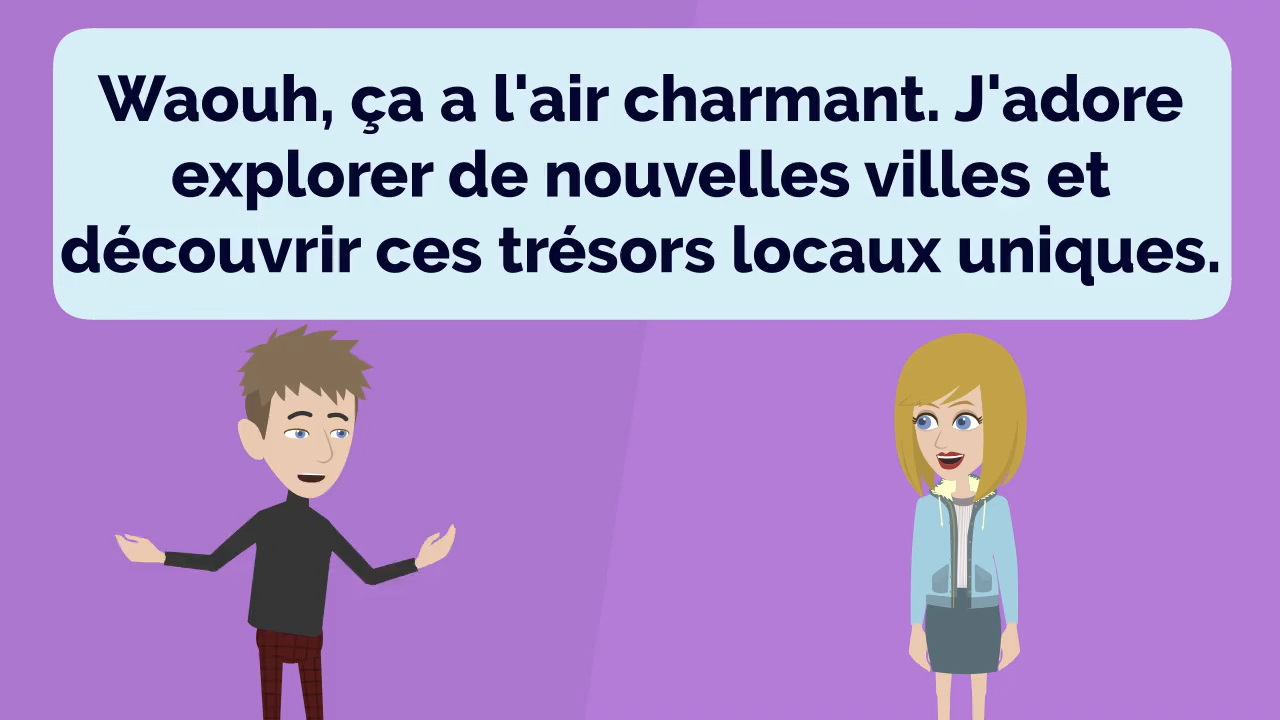 Waouh, ça a l'air charmant. J'adore
explorer de nouvelles villes et
découvrir ces trésors locaux uniques.